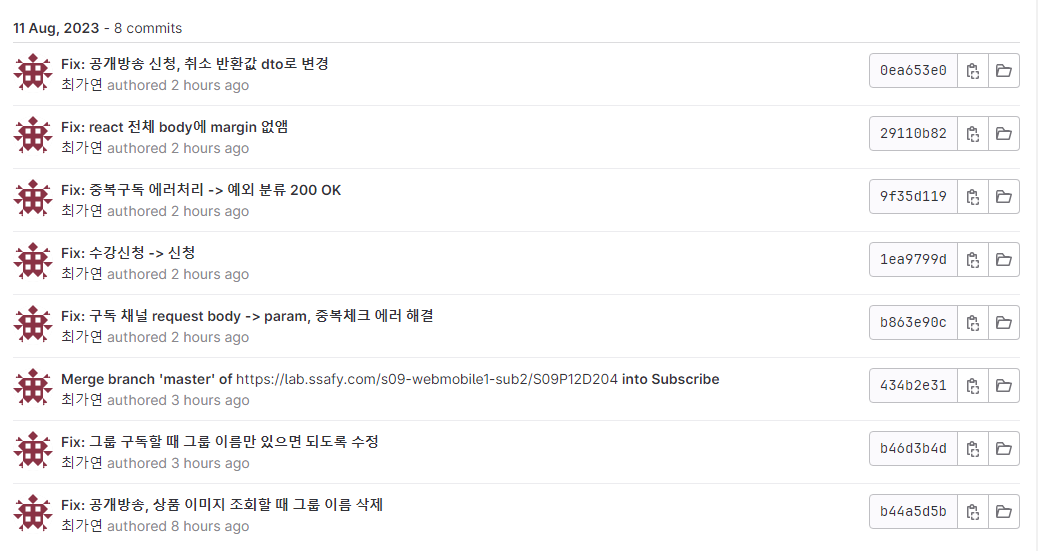 11 Aug, 2023 - 8 commits
Fix: 공개방송 신청, 취소 반환값 dto로 변경
최가연 authored 2 hours ago
0ea653e0
Fix: react 전체 body에 margin 없앰
최가연 authored 2 hours ago
29110b82
Fix: 중복구독 에러처리 -> 예외 분류 200 OK
최가연 authored 2 hours ago
9f35d119
Fix: 수강신청 -> 신청
최가연 authored 2 hours ago
1ea9799d
Fix: 구독 채널 request body -> param, 중복체크 에러 해결
최가연 authored 2 hours ago
b863e90c
Merge branch 'master' of https://lab.ssafy.com/s09-webmobile1-sub2/S09P12D204 into Subscribe
최가연 authored 3 hours ago
434b2e31
Fix: 그룹 구독할 때 그룹 이름만 있으면 되도록 수정
최가연 authored 3 hours ago
b46d3b4d
Fix: 공개방송, 상품 이미지 조회할 때 그룹 이름 삭제
최가연 authored 8 hours ago
b44a5d5b